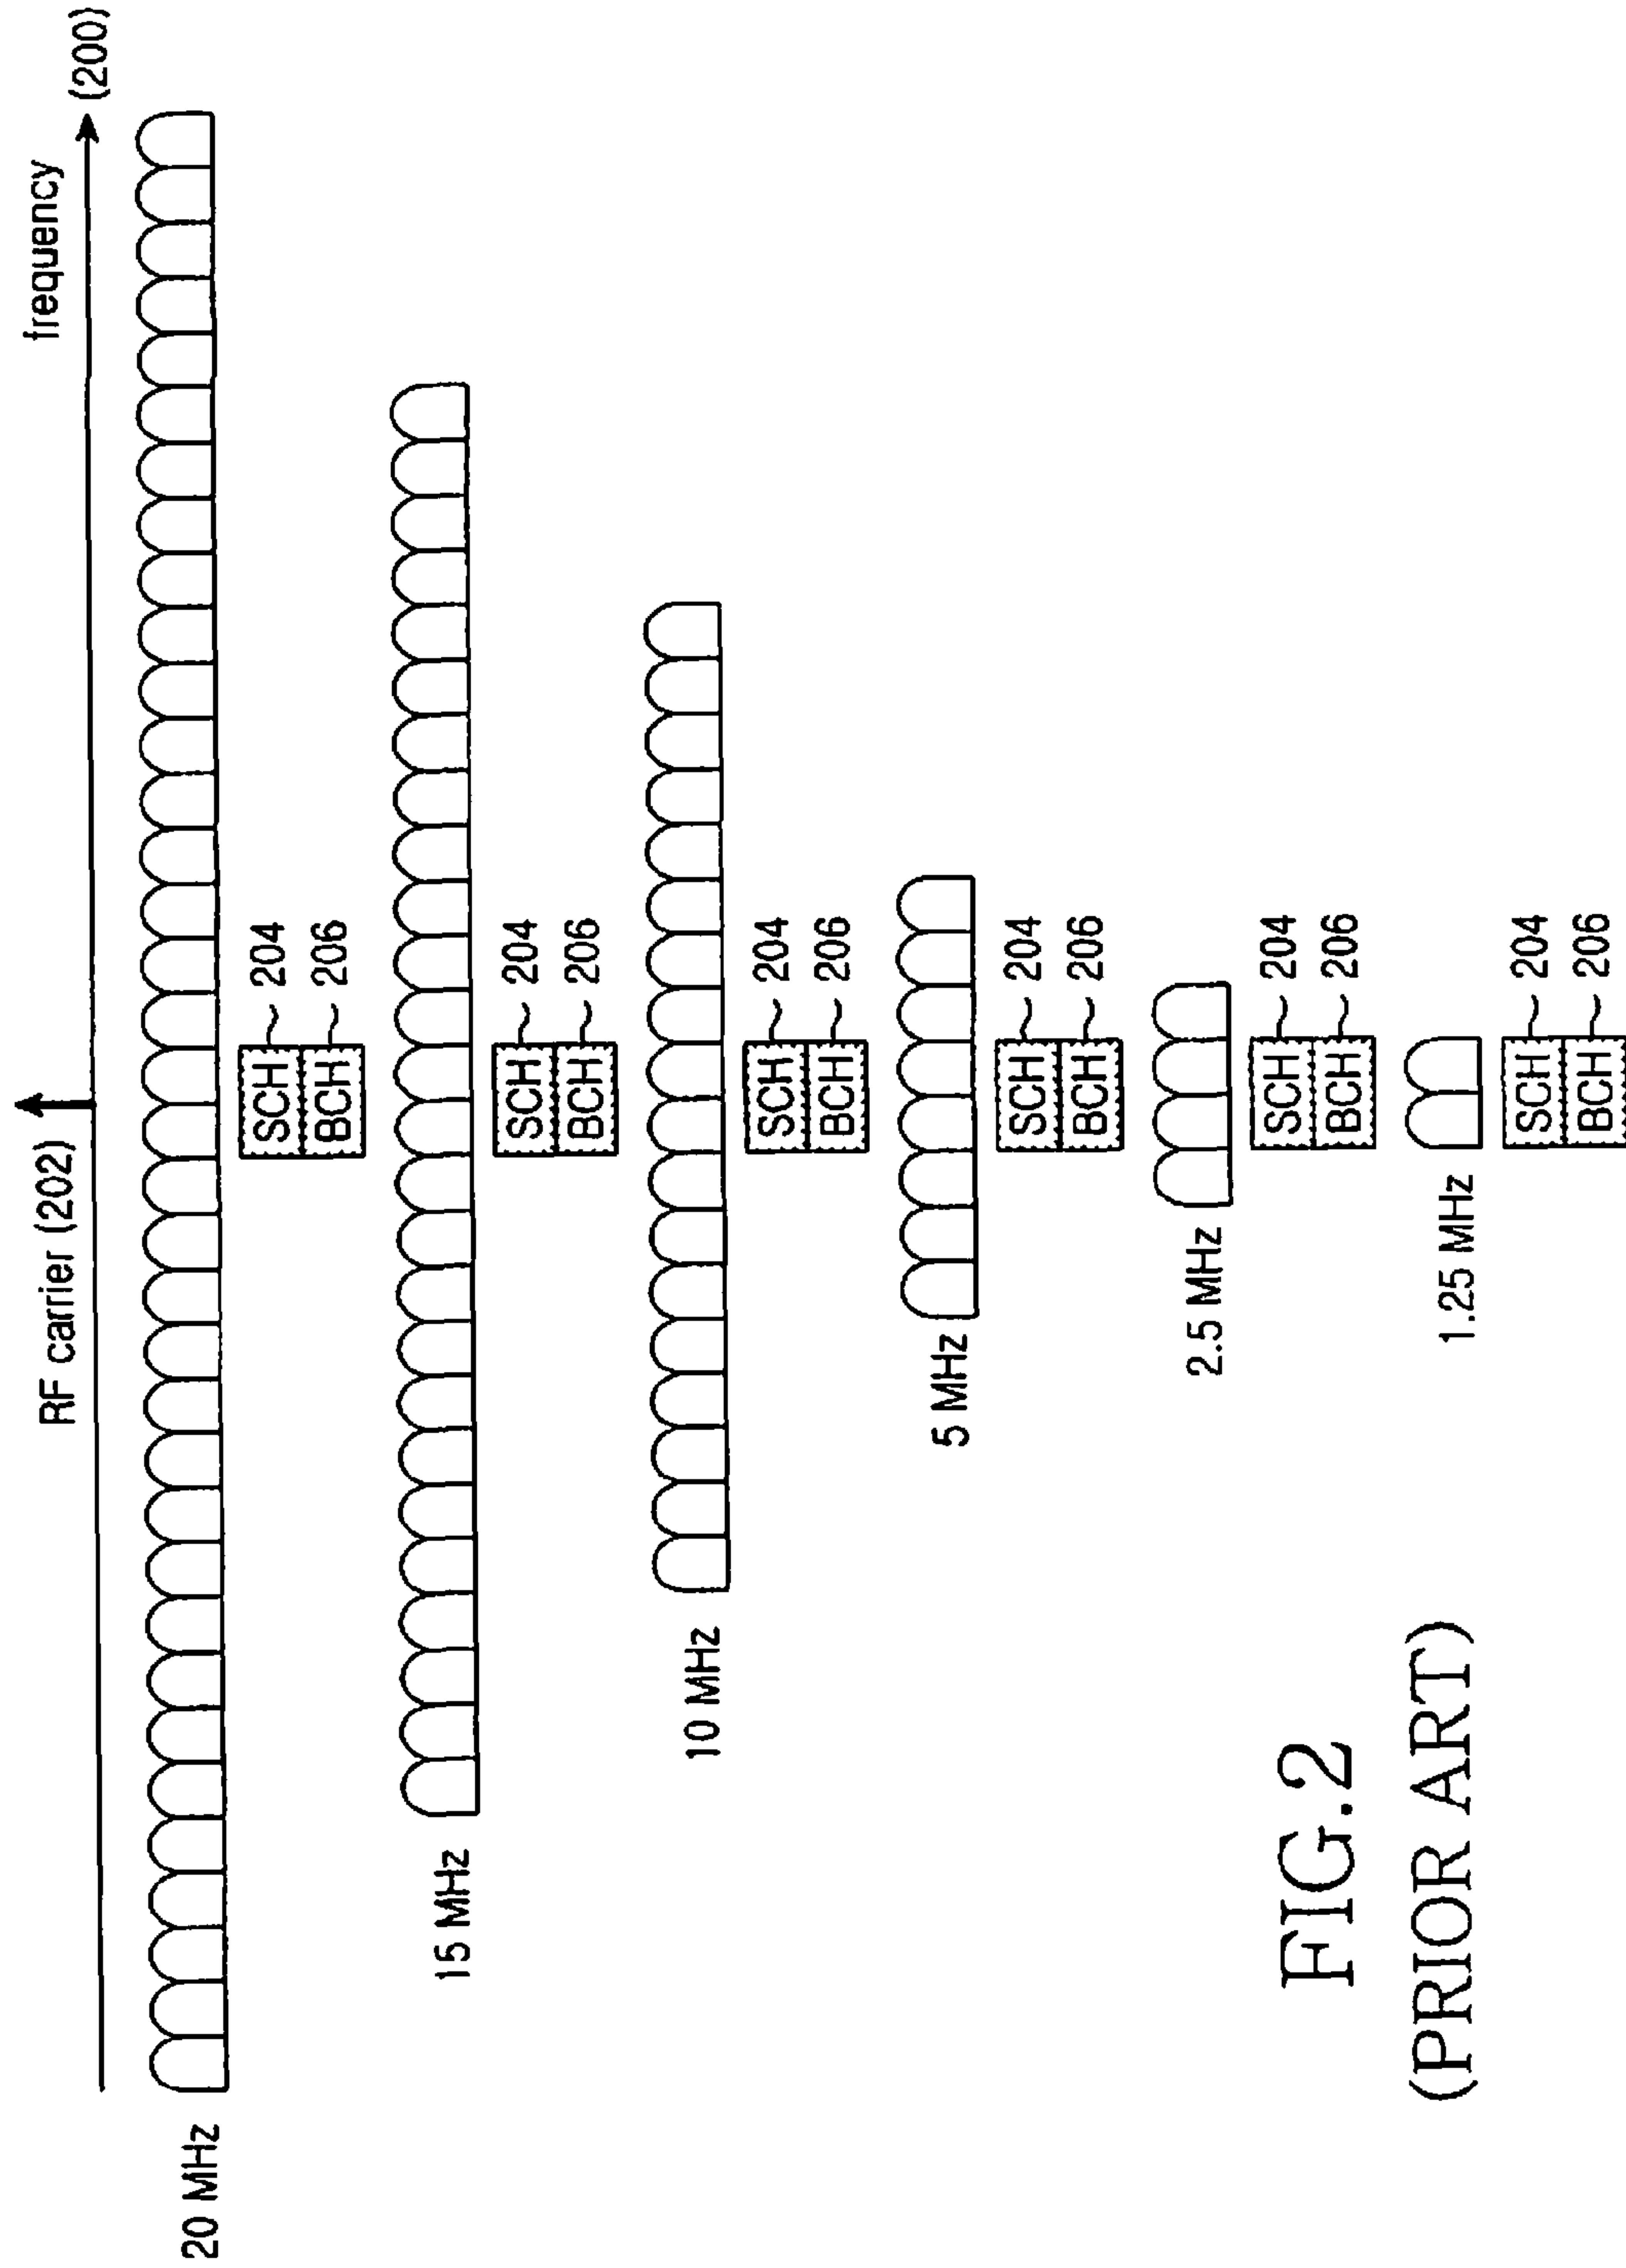 frequency
(200)
RF carrier (202)
20 MHz
SCH ~ 204
BCH ~ 206
15 MHz
SCH ~ 204
BCH ~ 206
10 MHz
SCH ~ 204
BCH ~ 206
5 MHz
SCH ~ 204
BCH ~ 206
2.5 MHz
SCH ~ 204
BCH ~ 206
1.25 MHz
SCH ~ 204
BCH ~ 206
FIG.2
(PRIOR ART)